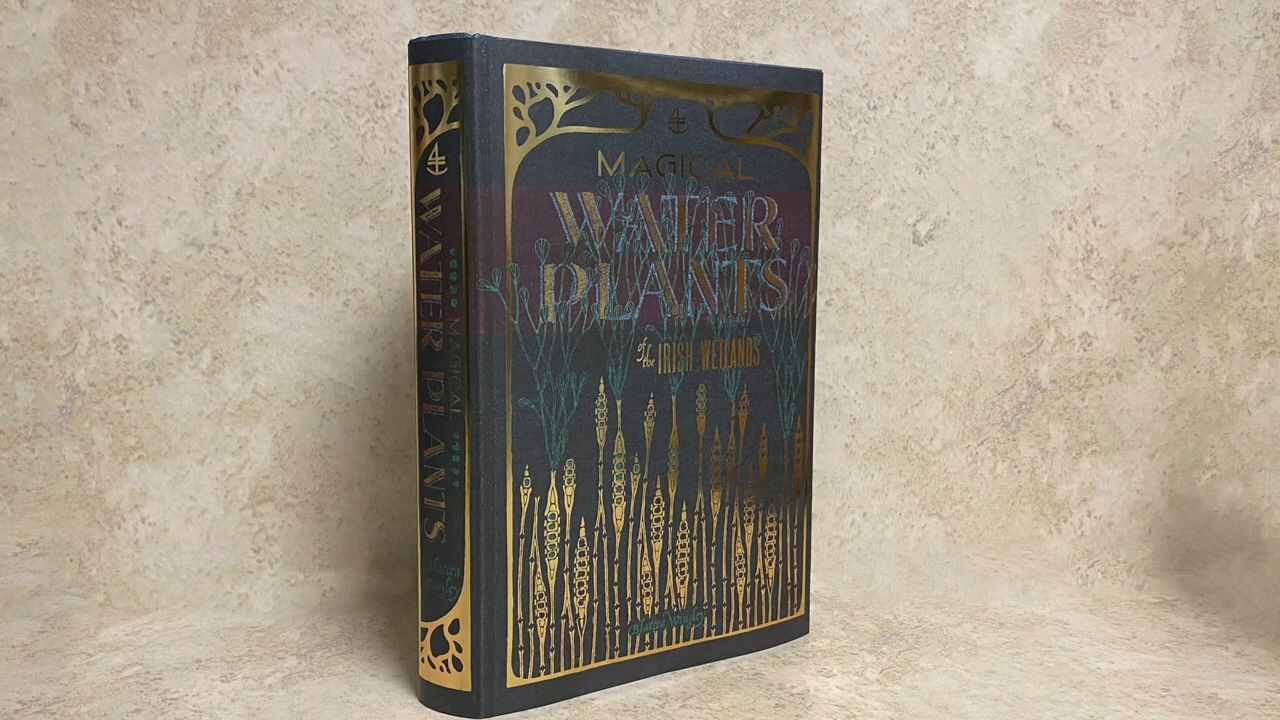 MAGICAL
WATER
PLANTS
of the IRISH WETLANDS
MAGICAL
WATER PLANTS